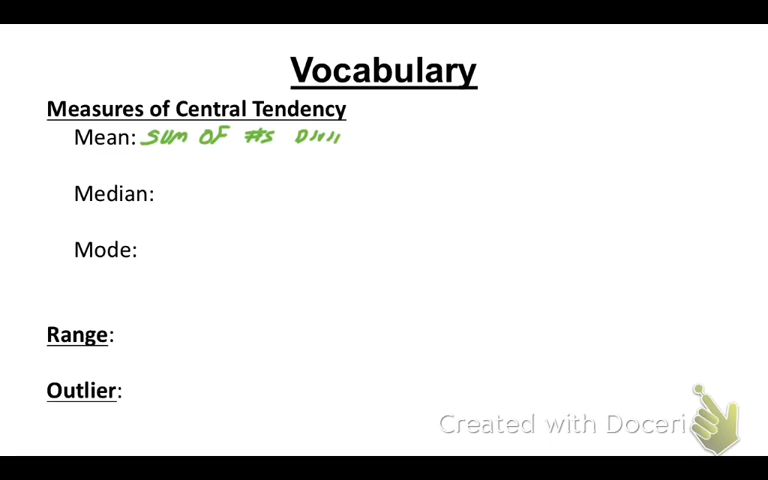 Vocabulary
Measures of Central Tendency
Mean: SUM OF #S
Median:
Mode:
Range:
Outlier:
Created with Doceri